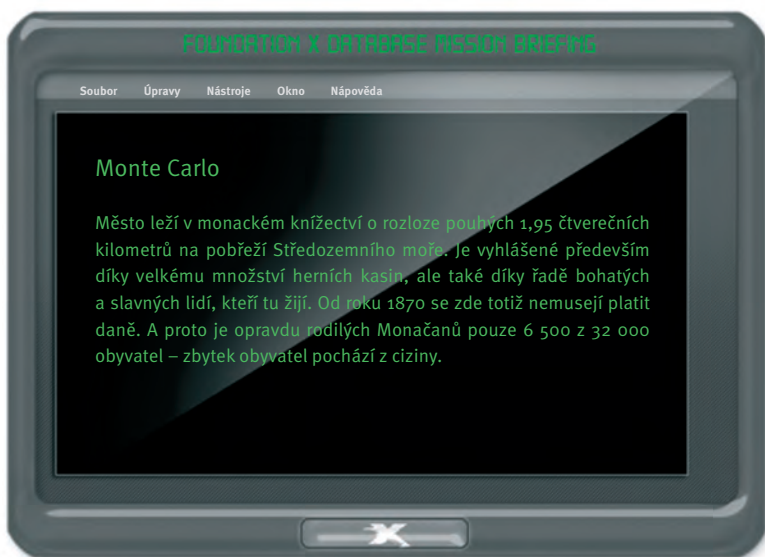 FOUNDATION X DATABASE MISSION BRIEFING
Soubor Úpravy Nástroje Okno Nápověda
Monte Carlo
Město leží v monackém knížectví o rozloze pouhých 1,95 čtverečních
kilometrů na pobřeží Středozemního moře. Je vyhlášené především
díky velkému množství herních kasin, ale také díky řadě bohatých
a slavných lidí, kteří tu žijí. Od roku 1870 se zde totiž nemusejí platit
daně. A proto je opravdu rodilých Monačanů pouze 6 500 z 32 000
obyvatel – zbytek obyvatel pochází z ciziny.
X